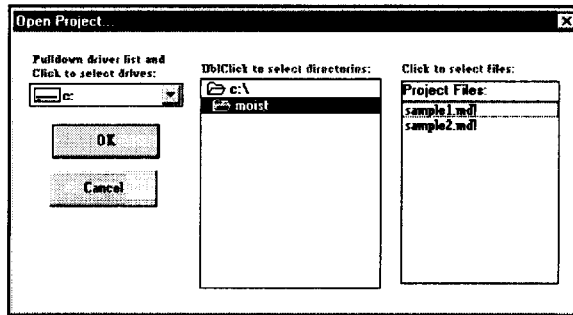 Open Project...
Pulldown driver list and
Click to select drives:
c:
OK
Cancel
DblClick to select directories:
c:\
moist
Click to select files:
Project Files:
sample1.mdl
sample2.mdl